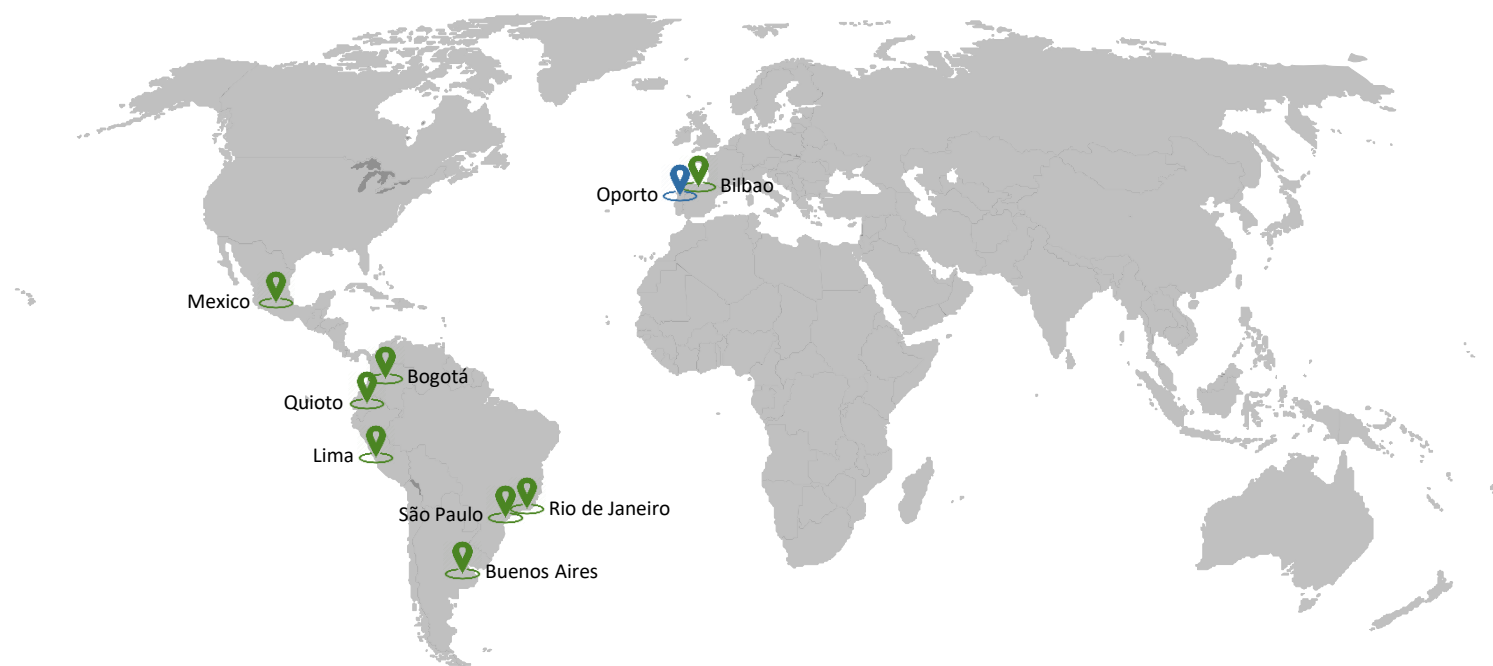 Bilbao
Oporto
Mexico
Bogotá
Quioto
Lima
Rio de Janeiro
São Paulo
Buenos Aires